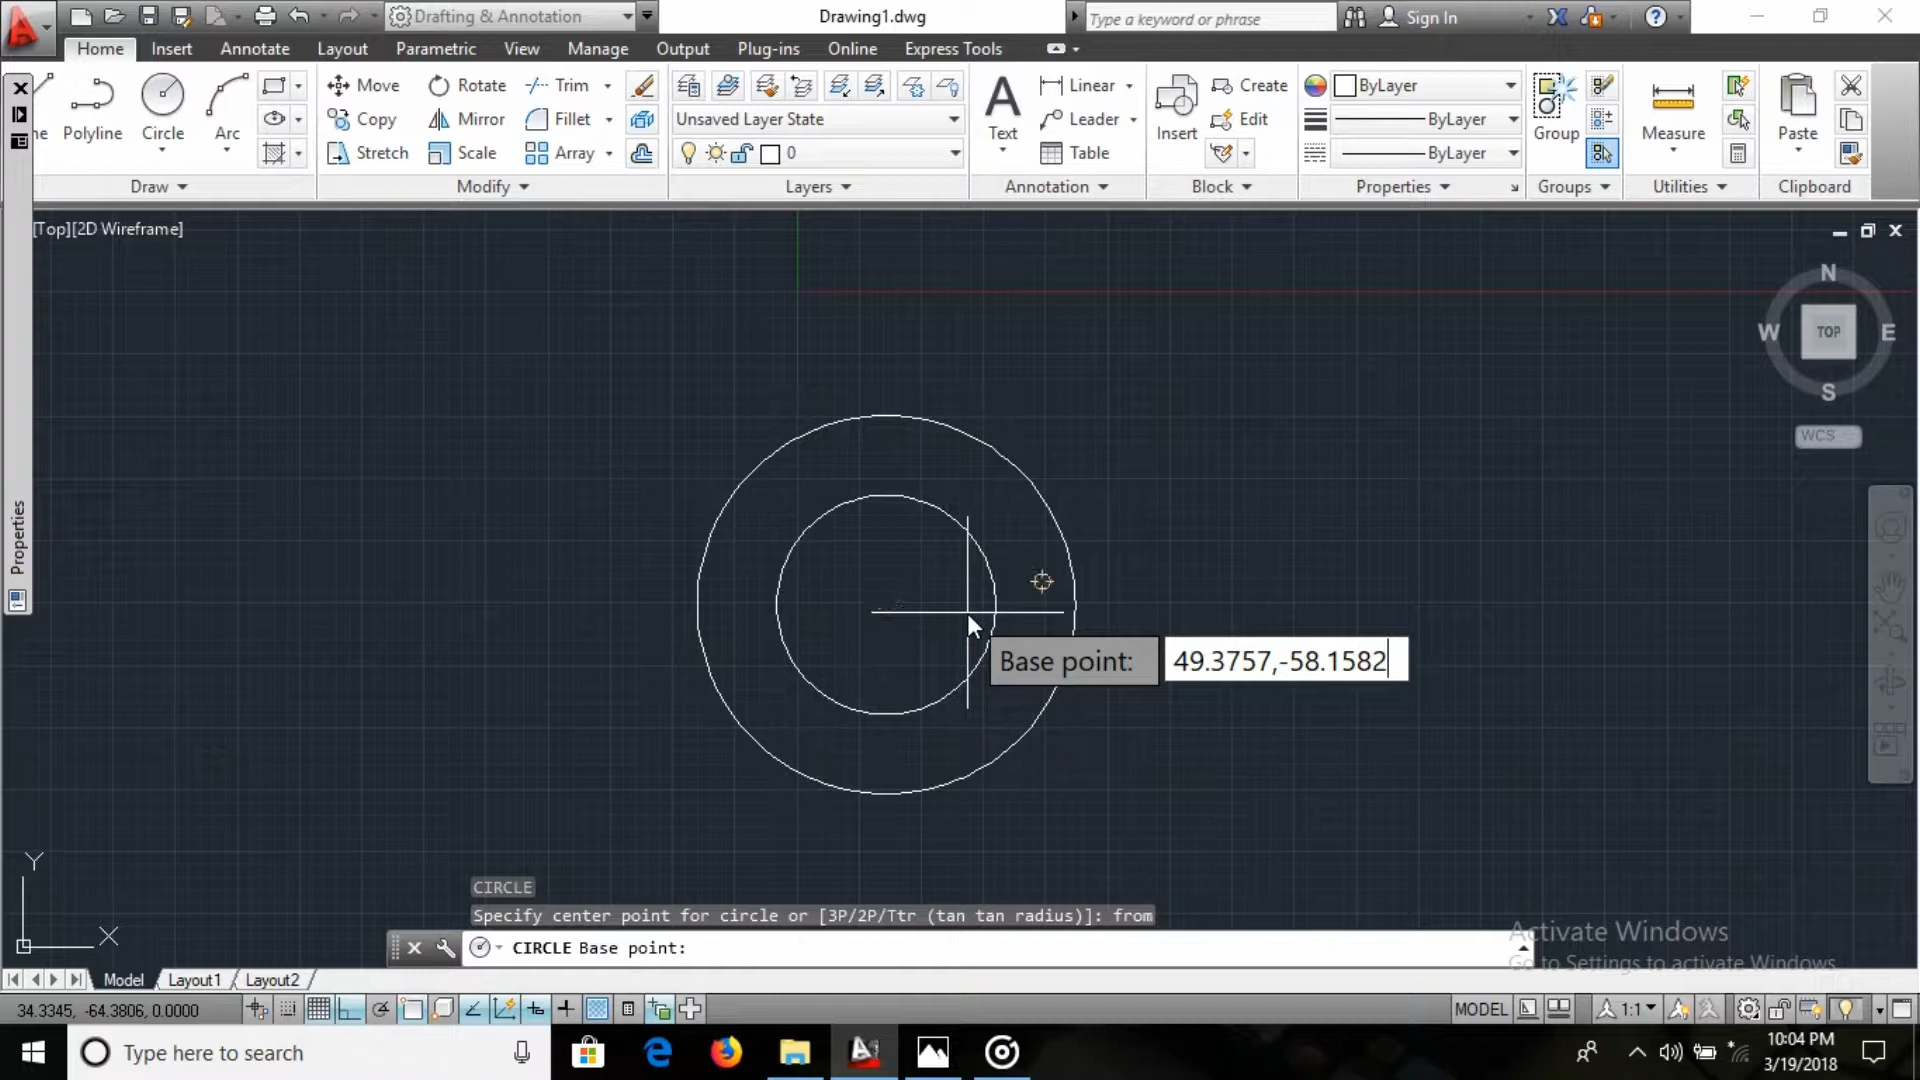 Drafting & Annotation
Drawing1.dwg
Type a keyword or phrase
Sign In
Home Insert Annotate Layout Parametric View Manage Output Plug-ins Online Express Tools
Move Rotate Trim
Unsaved Layer State
ne Polyline Circle Arc
Copy Mirror Fillet
Stretch Scale Array
0
Text
Linear
Leader
Table
Insert
Create
Edit
ByLayer
ByLayer
ByLayer
Group
Measure
Paste
Draw Modify Layers Annotation Block Properties Groups Utilities Clipboard
[Top][2D Wireframe]
N
W TOP E
S
WCS
Properties
Base point: 49.3757,-58.1582
Y
X
CIRCLE
Specify center point for circle or [3P/2P/Ttr (tan tan radius)]: from
CIRCLE Base point:
Activate Windows
Go to Settings to activate Windows.
Model Layout1 Layout2
34.3345, -64.3806, 0.0000
MODEL
1:1
Type here to search
10:04 PM
3/19/2018